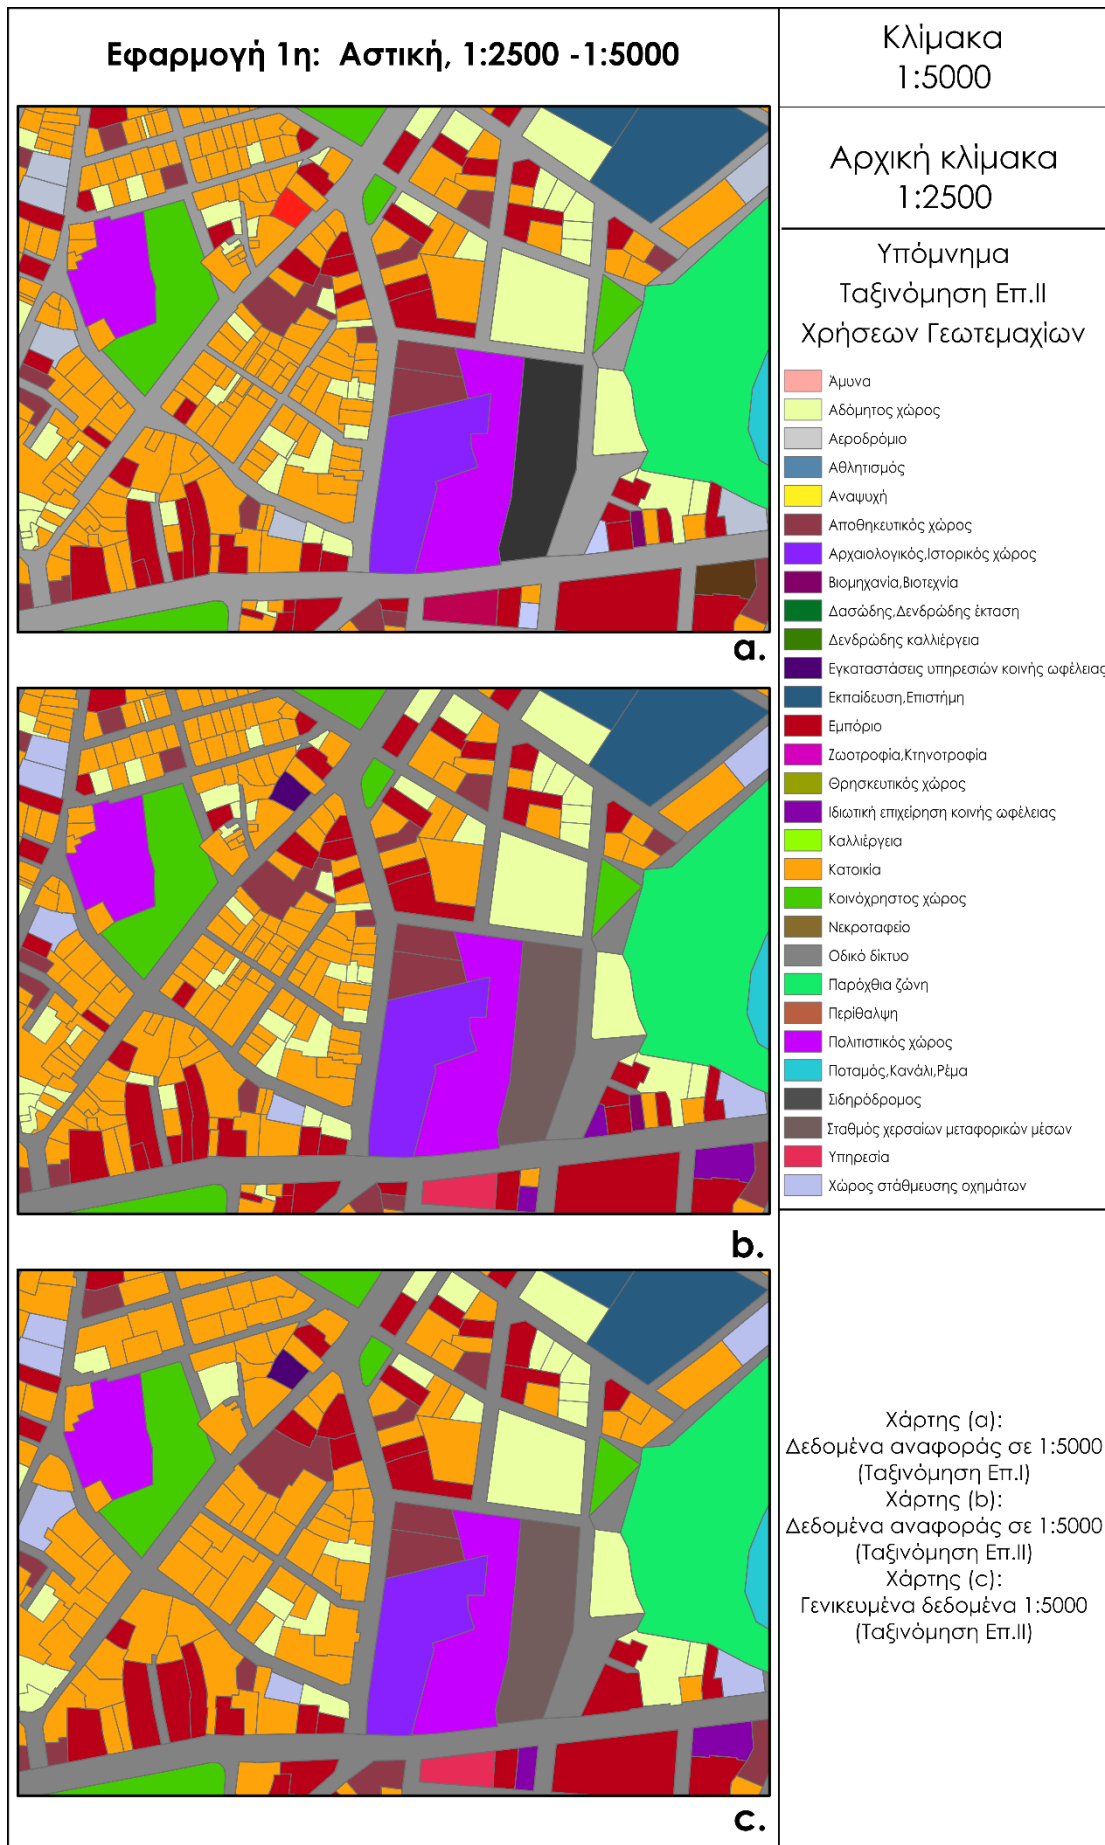 Εφαρμογή 1η: Αστική, 1:2500 -1:5000
a.
b.
c.
Κλίμακα
1:5000
Αρχική κλίμακα
1:2500
Υπόμνημα
Ταξινόμηση Επ.II
Χρήσεων Γεωτεμαχίων
Άμυνα
Αδόμητος χώρος
Αεροδρόμιο
Αθλητισμός
Αναψυχή
Αποθηκευτικός χώρος
Αρχαιολογικός,Ιστορικός χώρος
Βιομηχανία,Βιοτεχνία
Δασώδης,Δενδρώδης έκταση
Δενδρώδης καλλιέργεια
Εγκαταστάσεις υπηρεσιών κοινής ωφέλειας
Εκπαίδευση,Επιστήμη
Εμπόριο
Ζωοτροφία,Κτηνοτροφία
Θρησκευτικός χώρος
Ιδιωτική επιχείρηση κοινής ωφέλειας
Καλλιέργεια
Κατοικία
Κοινόχρηστος χώρος
Νεκροταφείο
Οδικό δίκτυο
Παρόχθια ζώνη
Περίθαλψη
Πολιτιστικός χώρος
Ποταμός,Κανάλι,Ρέμα
Σιδηρόδρομος
Σταθμός χερσαίων μεταφορικών μέσων
Υπηρεσία
Χώρος στάθμευσης οχημάτων
Χάρτης (a):
Δεδομένα αναφοράς σε 1:5000
(Ταξινόμηση Επ.I)
Χάρτης (b):
Δεδομένα αναφοράς σε 1:5000
(Ταξινόμηση Επ.II)
Χάρτης (c):
Γενικευμένα δεδομένα 1:5000
(Ταξινόμηση Επ.II)